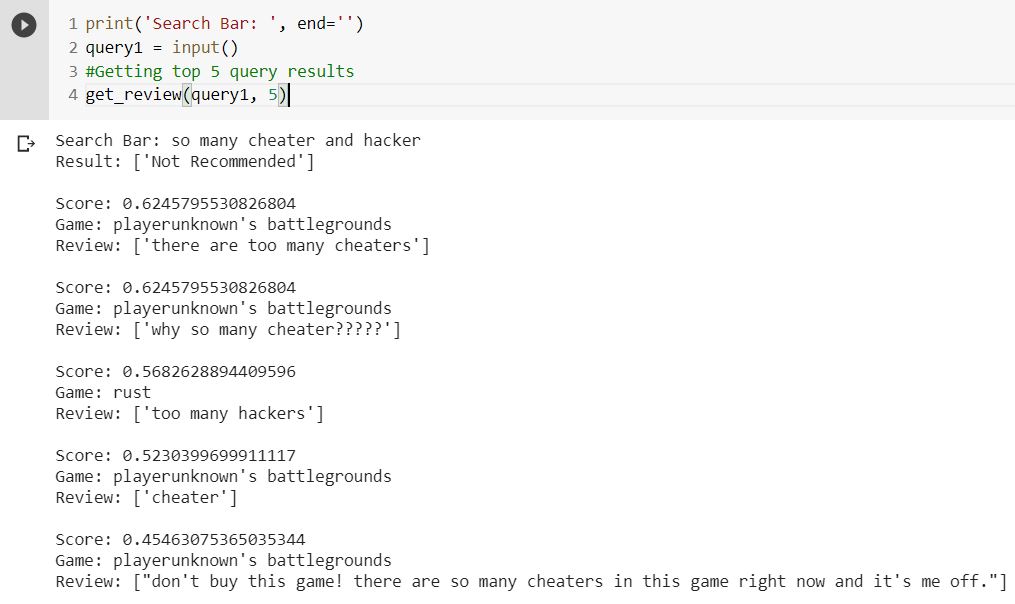 1 print('Search Bar: ', end='')
2 query1 = input()
3 #Getting top 5 query results
4 get_review(query1, 5)
Search Bar: so many cheater and hacker
Result: ['Not Recommended']
Score: 0.6245795530826804
Game: playerunknown's battlegrounds
Review: ['there are too many cheaters']
Score: 0.6245795530826804
Game: playerunknown's battlegrounds
Review: ['why so many cheater?????']
Score: 0.5682628894409596
Game: rust
Review: ['too many hackers']
Score: 0.5230399699911117
Game: playerunknown's battlegrounds
Review: ['cheater']
Score: 0.45463075365035344
Game: playerunknown's battlegrounds
Review: ["don't buy this game! there are so many cheaters in this game right now and it's me off."]